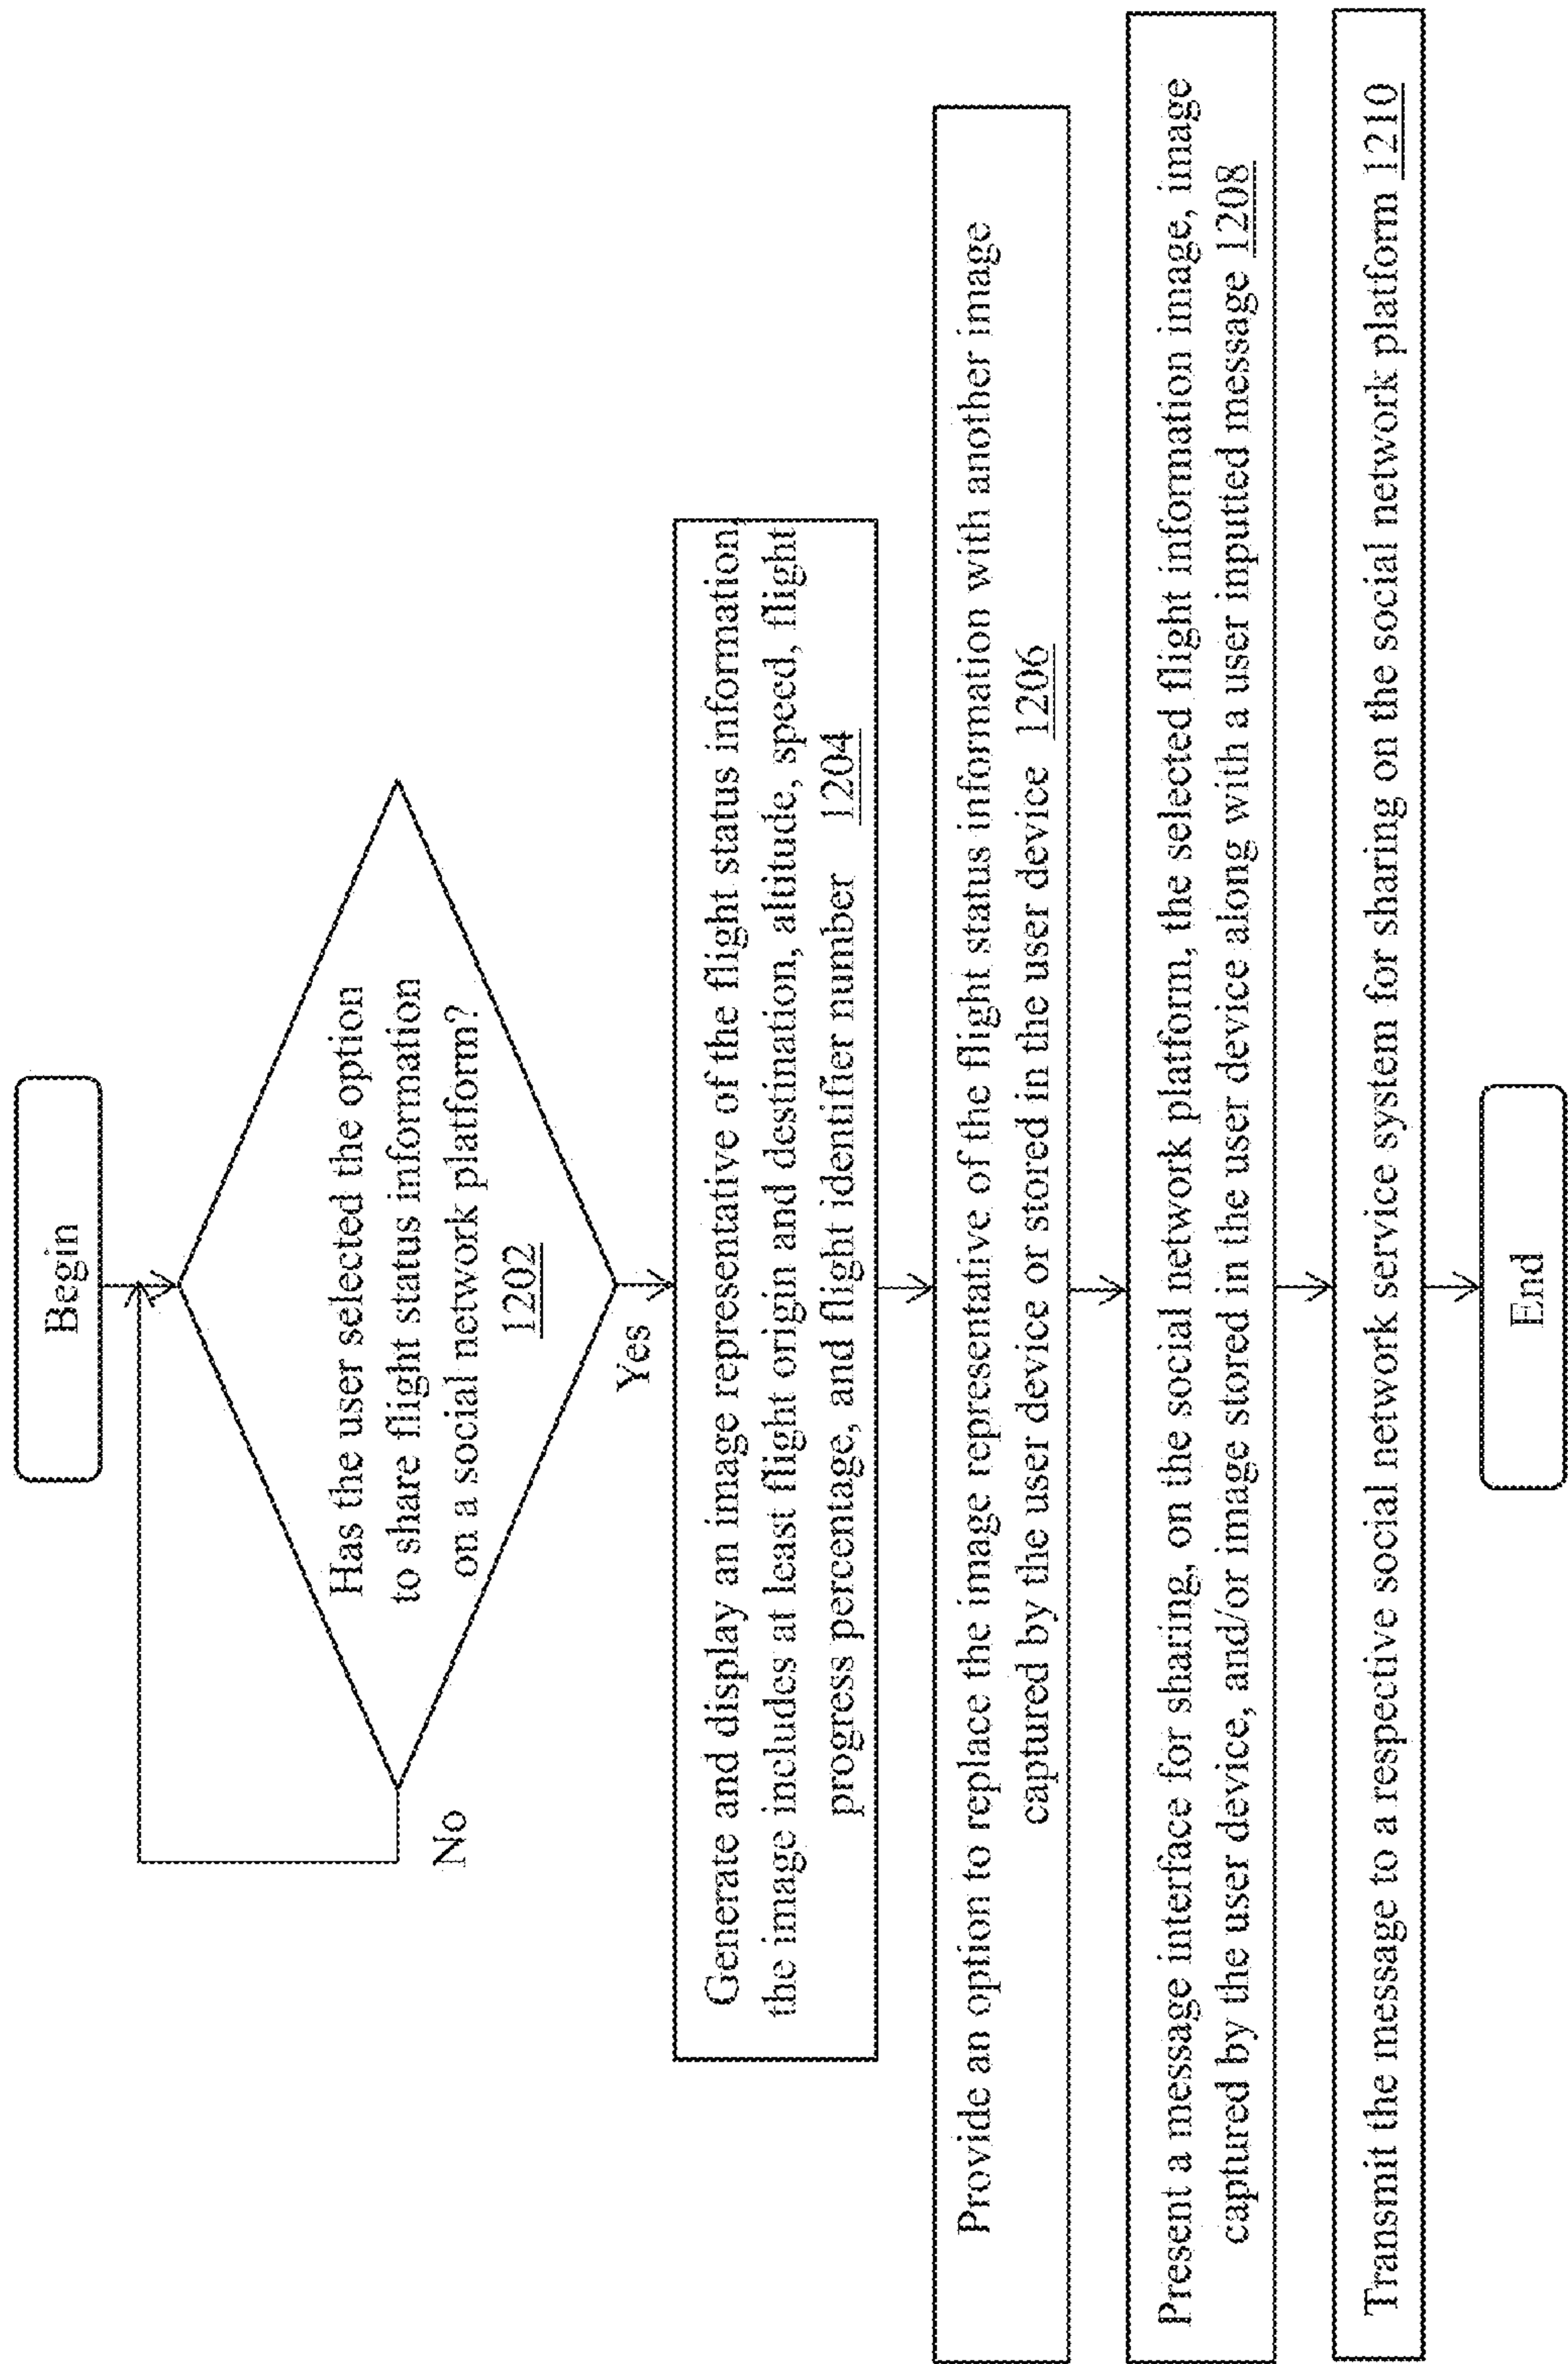 Begin
Has the user selected the option
to share flight status information
on a social network platform?
1202
No
Yes
Generate and display an image representative of the flight status information
the image includes at least flight origin and destination, altitude, speed, flight
progress percentage, and flight identifier number 1204
Provide an option to replace the image representative of the flight status information with another image
captured by the user device or stored in the user device 1206
Present a message interface for sharing, on the social network platform, the selected flight information image, image
captured by the user device, and/or image stored in the user device along with a user inputted message 1208
Transmit the message to a respective social network service system for sharing on the social network platform 1210
End